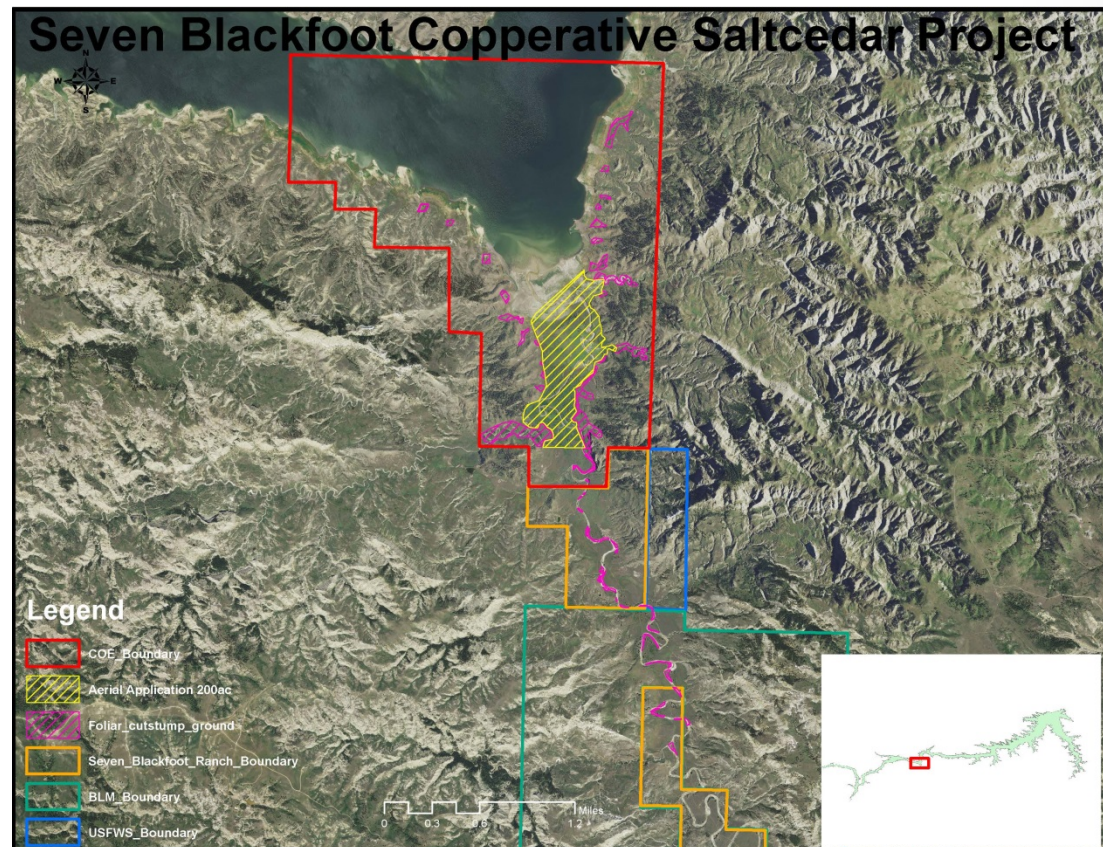 Seven Blackfoot Copperative Saltcedar Project
N
W E
S
Legend
COE_Boundary
Aerial Application 200ac
Foliar_cutstump_ground
Seven_Blackfoot_Ranch_Boundary
BLM_Boundary
USFWS_Boundary
Miles
0 0.3 0.6 1.2